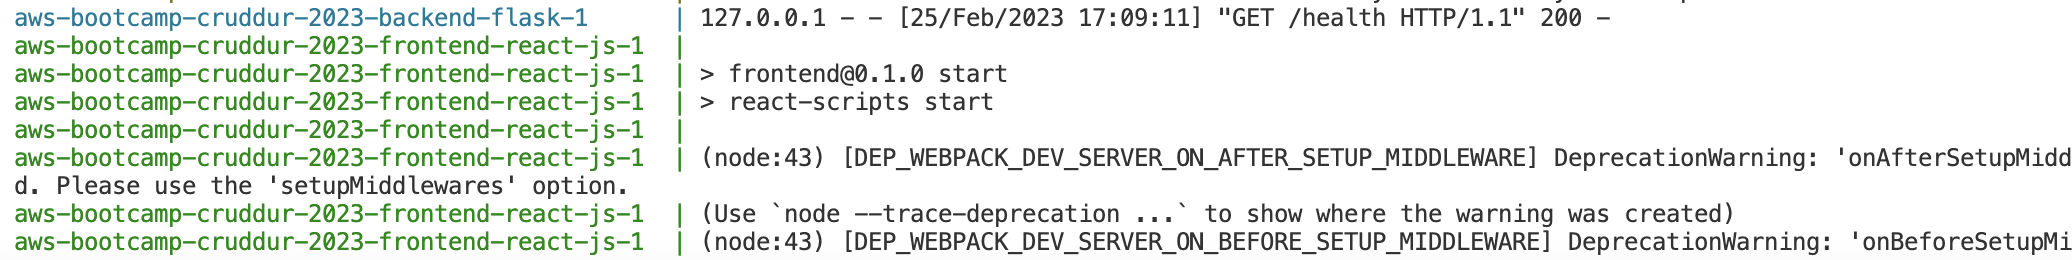 aws-bootcamp-cruddur-2023-backend-flask-1 | 127.0.0.1 - - [25/Feb/2023 17:09:11] "GET /health HTTP/1.1" 200 -
aws-bootcamp-cruddur-2023-frontend-react-js-1 |
aws-bootcamp-cruddur-2023-frontend-react-js-1 | > frontend@0.1.0 start
aws-bootcamp-cruddur-2023-frontend-react-js-1 | > react-scripts start
aws-bootcamp-cruddur-2023-frontend-react-js-1 |
aws-bootcamp-cruddur-2023-frontend-react-js-1 | (node:43) [DEP_WEBPACK_DEV_SERVER_ON_AFTER_SETUP_MIDDLEWARE] DeprecationWarning: 'onAfterSetupMidd
d. Please use the 'setupMiddlewares' option.
aws-bootcamp-cruddur-2023-frontend-react-js-1 | (Use `node --trace-deprecation ...` to show where the warning was created)
aws-bootcamp-cruddur-2023-frontend-react-js-1 | (node:43) [DEP_WEBPACK_DEV_SERVER_ON_BEFORE_SETUP_MIDDLEWARE] DeprecationWarning: 'onBeforeSetupMi